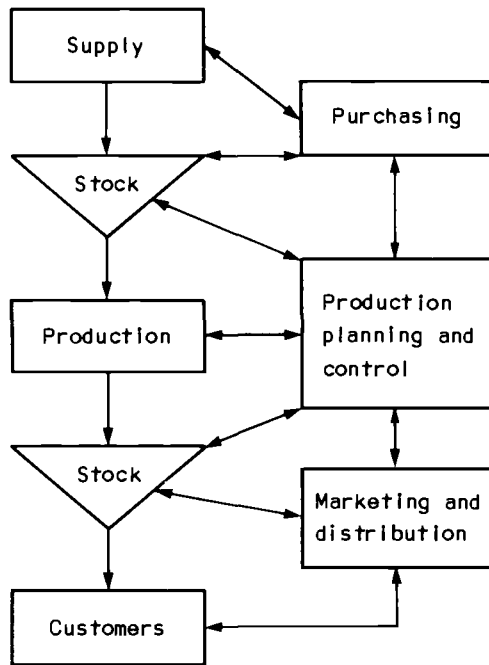 Supply
Purchasing
Stock
Production
Production
planning and
control
Stock
Marketing and
distribution
Customers